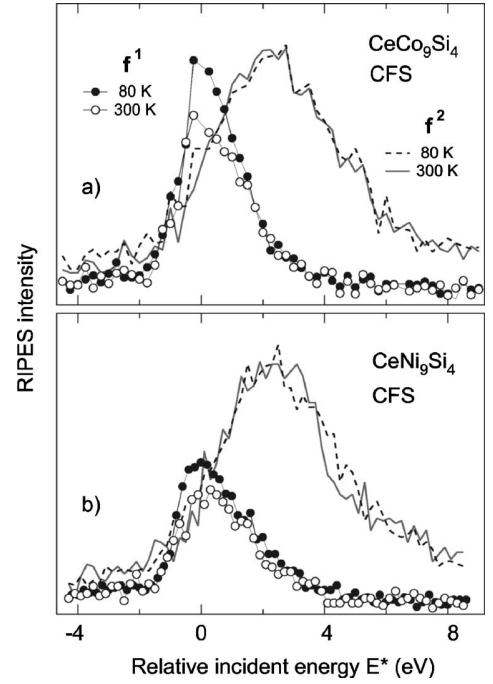 CeCo₉Si₄
CFS
f¹
80 K
300 K
f²
80 K
300 K
a)
RIPES intensity
CeNi₉Si₄
CFS
b)
-4 0 4 8
Relative incident energy E* (eV)